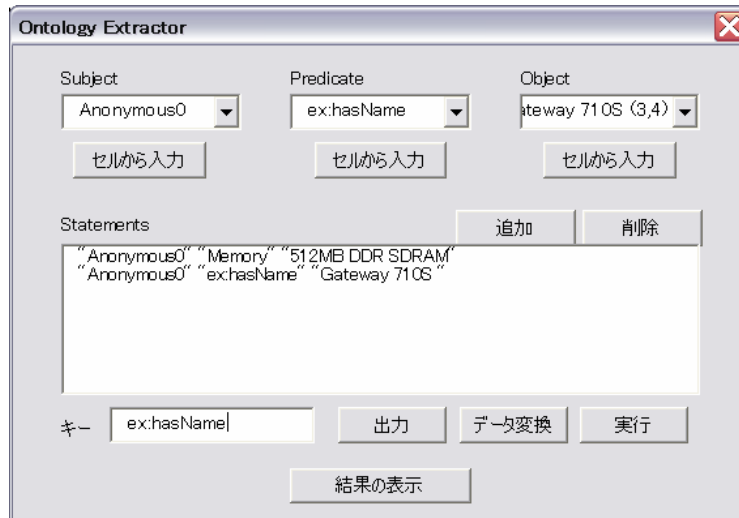 Ontology Extractor
Subject Predicate Object
Anonymous0 ex:hasName ateway 710S (3,4)
セルから入力 セルから入力 セルから入力
Statements 追加 削除
"Anonymous0" "Memory" "512MB DDR SDRAM"
"Anonymous0" "ex:hasName" "Gateway 710S "
キー ex:hasName 出力 データ変換 実行
結果の表示